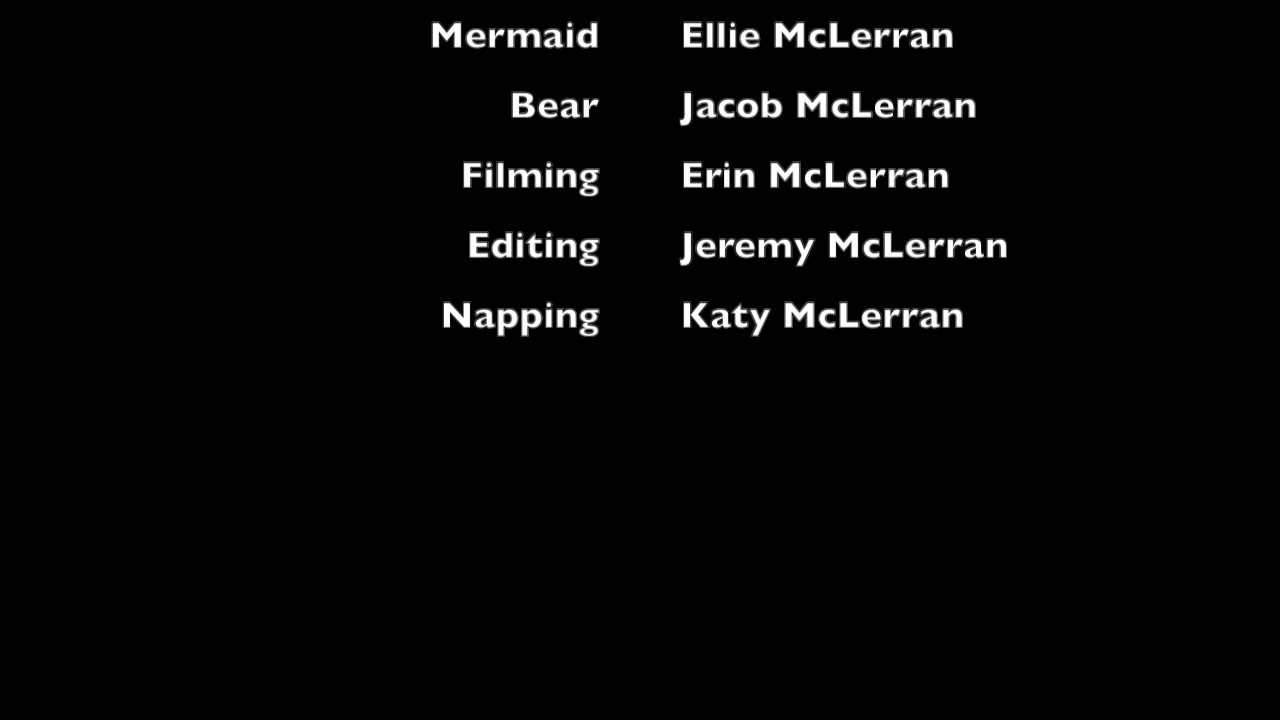 Mermaid Ellie McLerran
Bear Jacob McLerran
Filming Erin McLerran
Editing Jeremy McLerran
Napping Katy McLerran